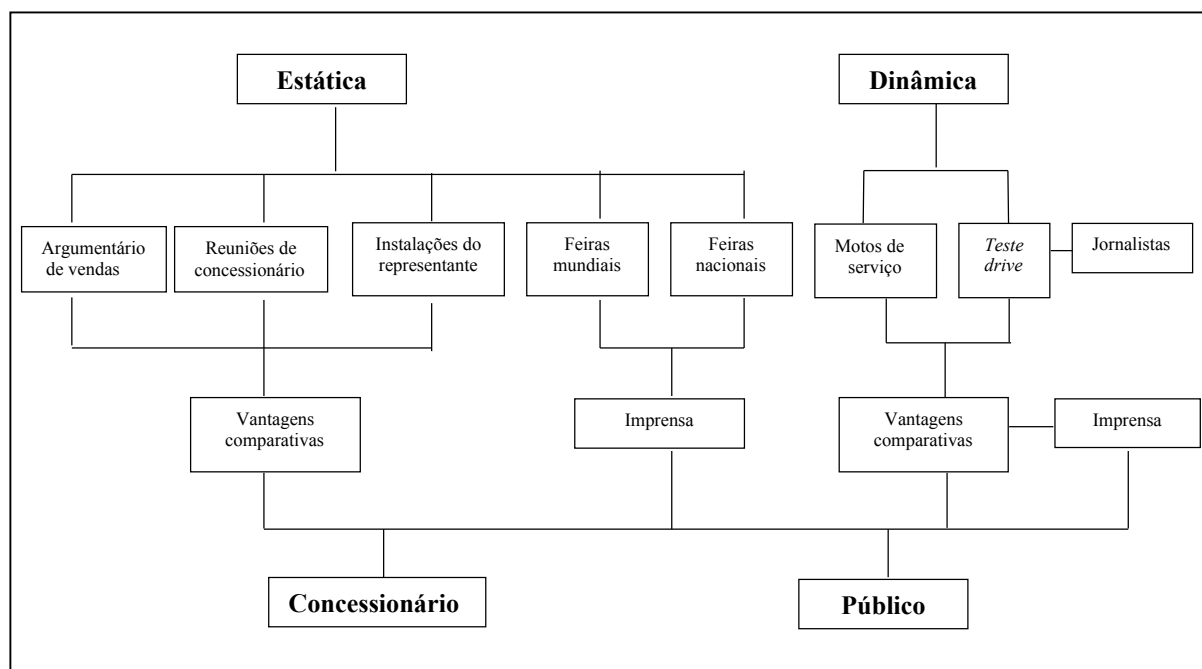 Estática
Dinâmica
Argumentário
de vendas
Reuniões de
concessionário
Instalações do
representante
Feiras
mundiais
Feiras
nacionais
Motos de
serviço
Teste
drive
Jornalistas
Vantagens
comparativas
Imprensa
Vantagens
comparativas
Imprensa
Concessionário
Público